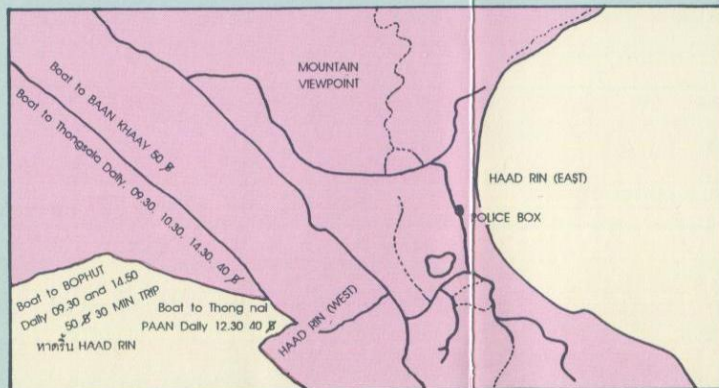 MOUNTAIN
VIEWPOINT
Boat to BAAN KHAAY 50 ฿
Boat to Thongsala Daily, 09.30, 10.30, 14.30, 40 ฿
HAAD RIN (EAST)
POLICE BOX
Boat to BOPHUT
Daily 09.30 and 14.50
50 ฿ 30 MIN TRIP
หาดริ้น HAAD RIN
Boat to Thong nai
PAAN Daily 12.30 40 ฿
HAAD RIN (WEST)